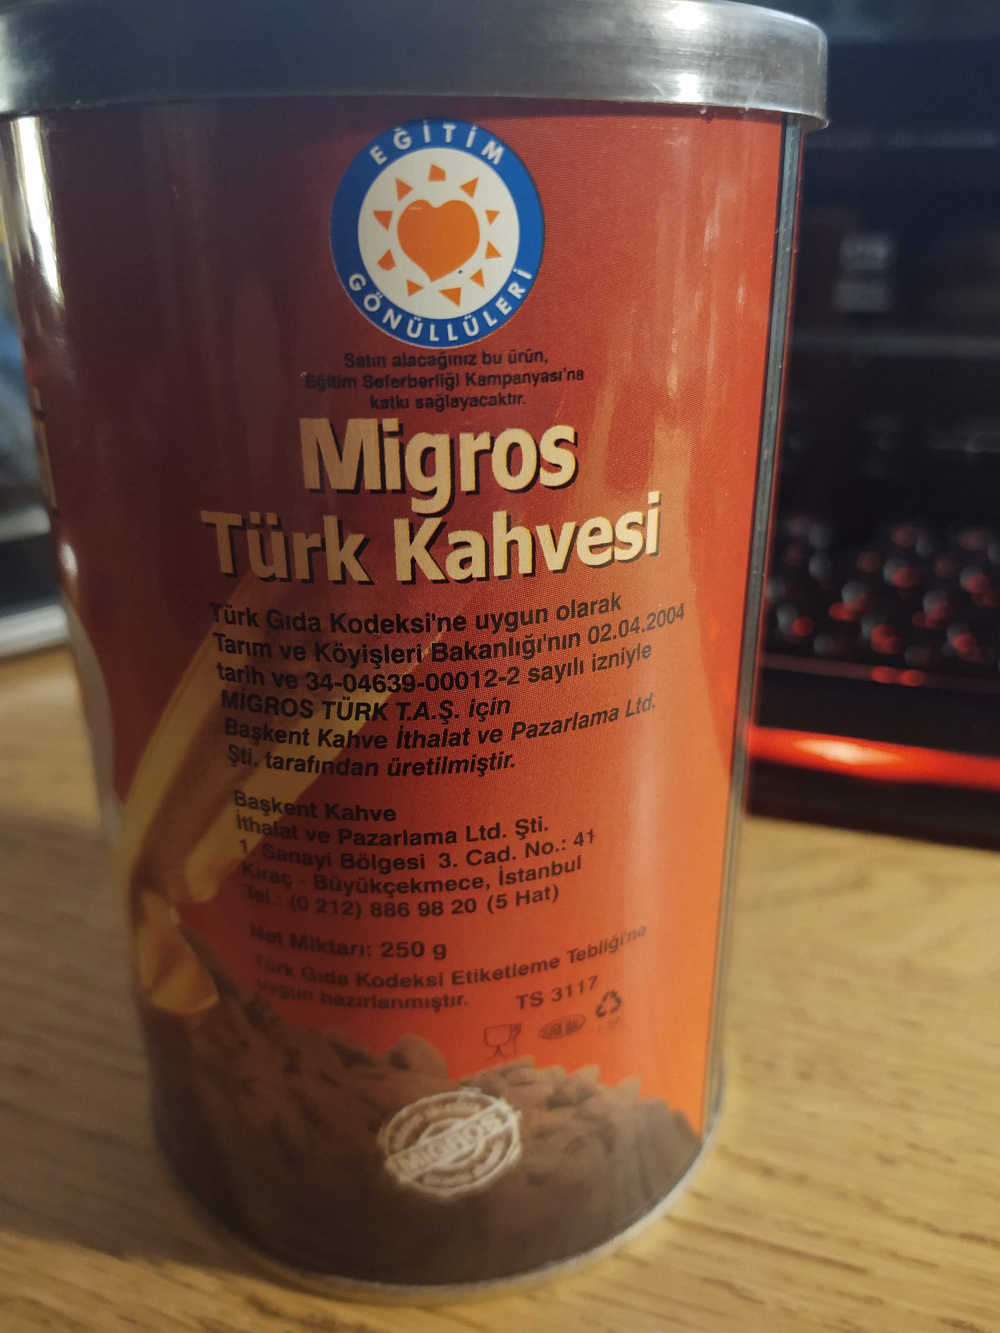 EĞİTİM
GÖNÜLLÜLERİ
Satın alacağınız bu ürün,
Eğitim Seferberliği Kampanyası'na
katkı sağlayacaktır.
Migros
Türk Kahvesi
Türk Gıda Kodeksi'ne uygun olarak
Tarım ve Köyişleri Bakanlığı'nın 02.04.2004
tarih ve 34-04639-00012-2 sayılı izniyle
MİGROS TÜRK T.A.Ş. için
Başkent Kahve İthalat ve Pazarlama Ltd.
Şti. tarafından üretilmiştir.
Başkent Kahve
İthalat ve Pazarlama Ltd. Şti.
1. Sanayi Bölgesi 3. Cad. No.: 41
Kıraç - Büyükçekmece, İstanbul
Tel.: (0 212) 886 98 20 (5 Hat)
Net Miktarı: 250 g
Türk Gıda Kodeksi Etiketleme Tebliği'ne
uygun hazırlanmıştır. TS 3117
MİGROS